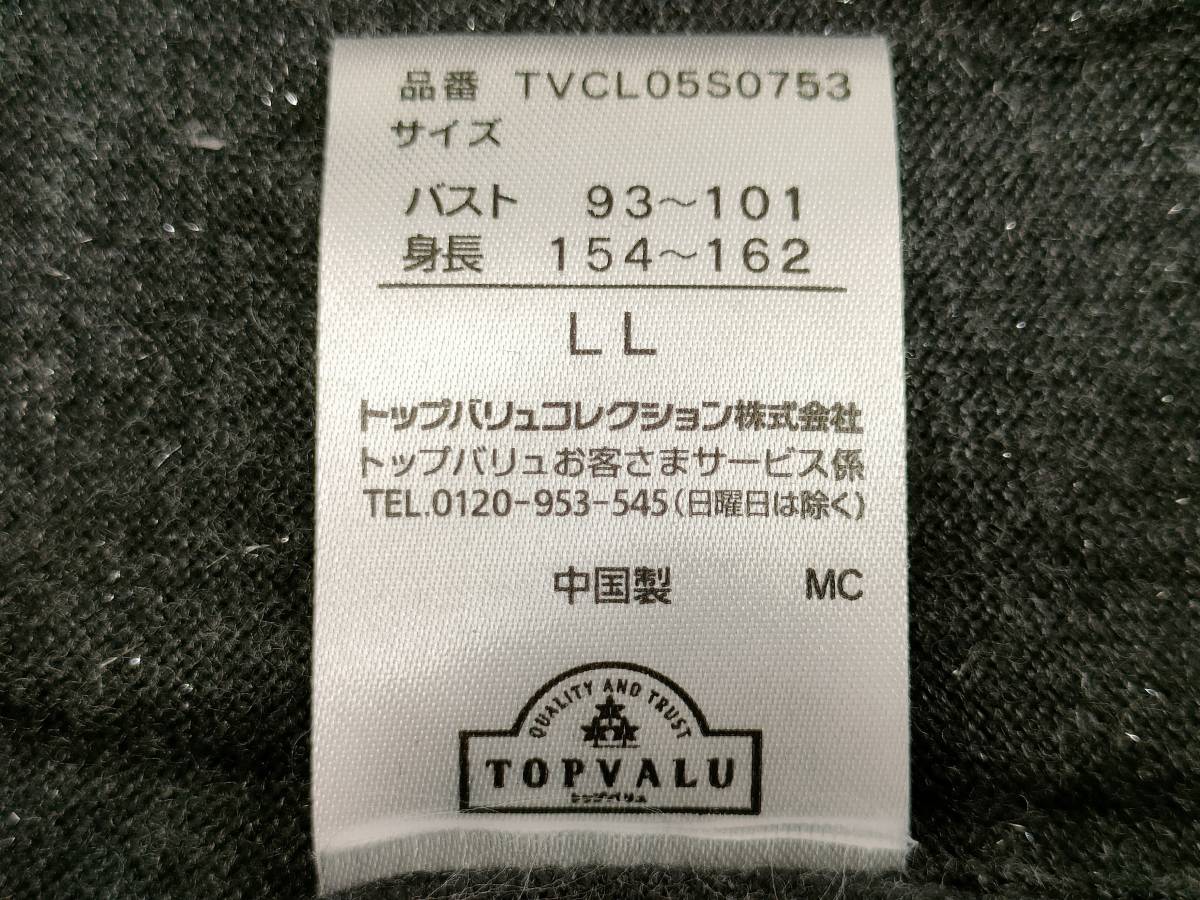 品番 TVCL05S0753
サイズ
バスト 93～101
身長 154～162
LL
トップバリュコレクション株式会社
トップバリュお客さまサービス係
TEL.0120-953-545(日曜日は除く)
中国製 MC
QUALITY AND TRUST
TOPVALU
トップバリュ